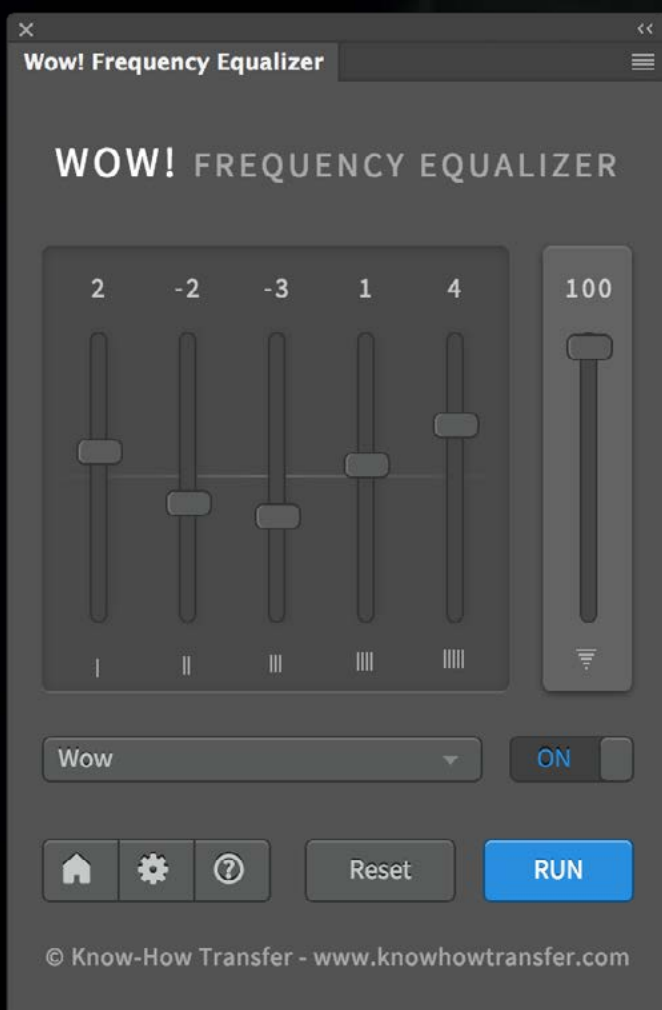 Wow! Frequency Equalizer
WOW! FREQUENCY EQUALIZER
2 -2 -3 1 4 100
Wow ON
Reset RUN
© Know-How Transfer - www.knowhowtransfer.com